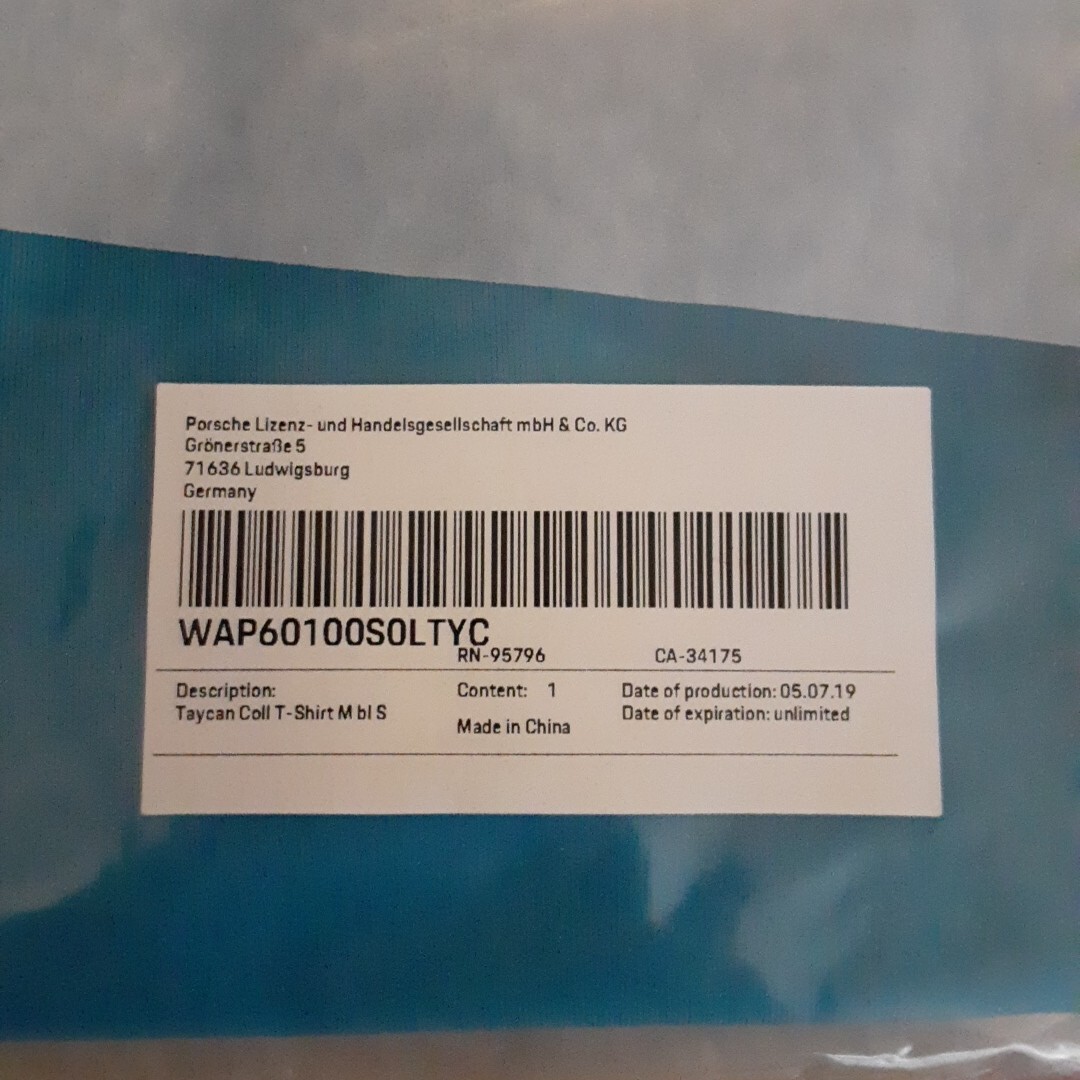 Porsche Lizenz- und Handelsgesellschaft mbH & Co. KG
Grönerstraße 5
71636 Ludwigsburg
Germany
WAP60100S0LTYC
RN-95796 CA-34175
Description: Content: 1 Date of production: 05.07.19
Taycan Coll T-Shirt M bl S Date of expiration: unlimited
Made in China